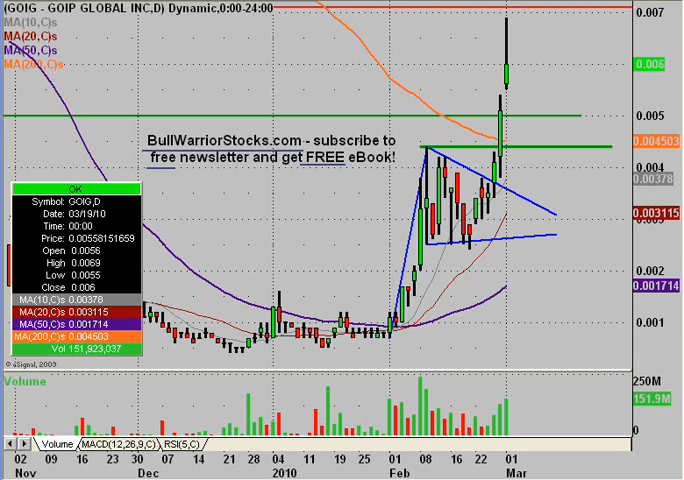 (GOIG - GOIP GLOBAL INC,D) Dynamic,0:00-24:00
MA(10,C)s
MA(20,C)s
MA(50,C)s
MA(200,C)s
0.007
0.006
0.005
0.004503
0.004
0.00378
0.003115
0.002
0.001714
0.001
BullWarriorStocks.com - subscribe to
free newsletter and get FREE eBook!
OK
Symbol: GOIG,D
Date: 03/19/10
Time: 00:00
Price: 0.00558151659
Open 0.0056
High 0.0069
Low 0.0055
Close 0.006
MA(10,C)s 0.00378
MA(20,C)s 0.003115
MA(50,C)s 0.001714
MA(200,C)s 0.004503
Vol 151,923,037
© eSignal, 2009
Volume
250M
151.9M
0
Volume MACD(12,26,9,C) RSI(5,C)
02 09 16 23 30 07 14 21 28 04 11 19 25 01 08 16 22 01
Nov Dec 2010 Feb Mar